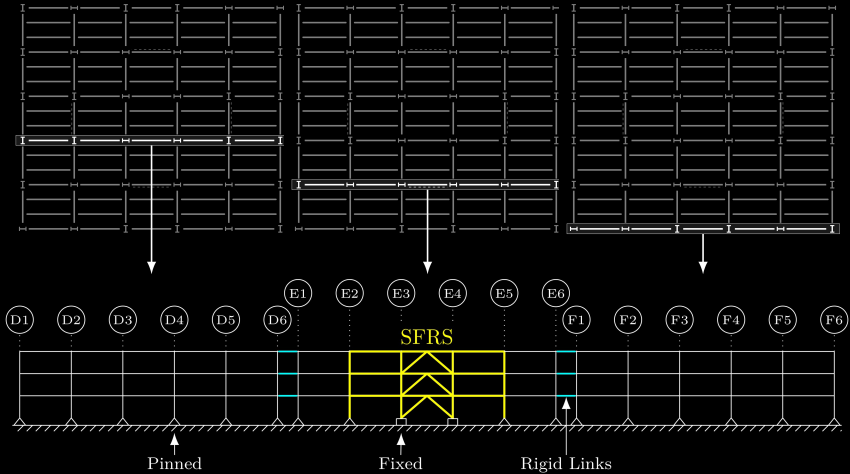 E1 E2 E3 E4 E5 E6
D1 D2 D3 D4 D5 D6 F1 F2 F3 F4 F5 F6
SFRS
Pinned Fixed Rigid Links